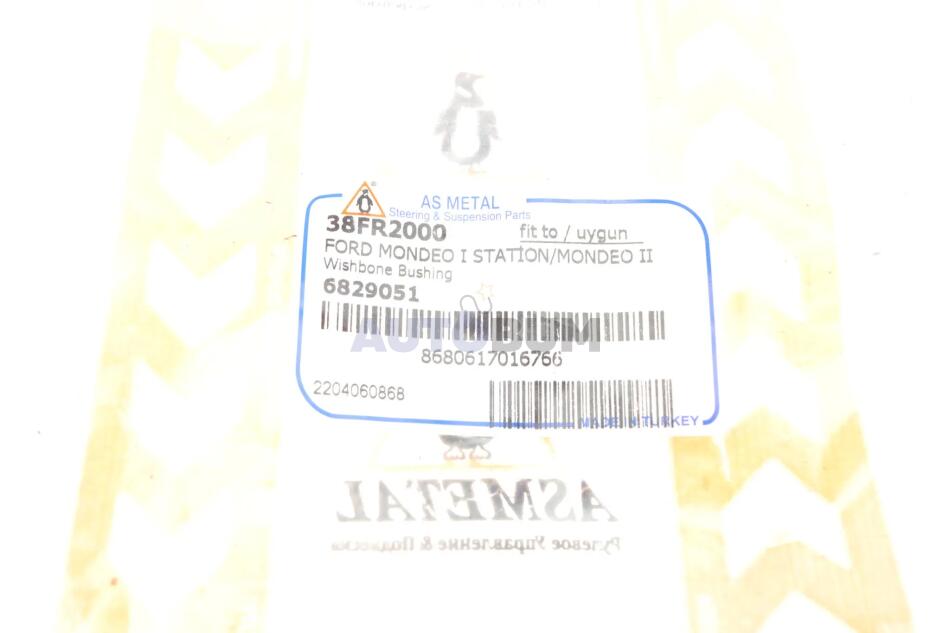 AS METAL
Steering & Suspension Parts
38FR2000 fit to / uygun
FORD MONDEO I STATION/MONDEO II
Wishbone Bushing
6829051
AUTOBUM
8680617016766
2204060868
MADE IN TURKEY
ASMETAL
Рулевое Управление & Подвеска